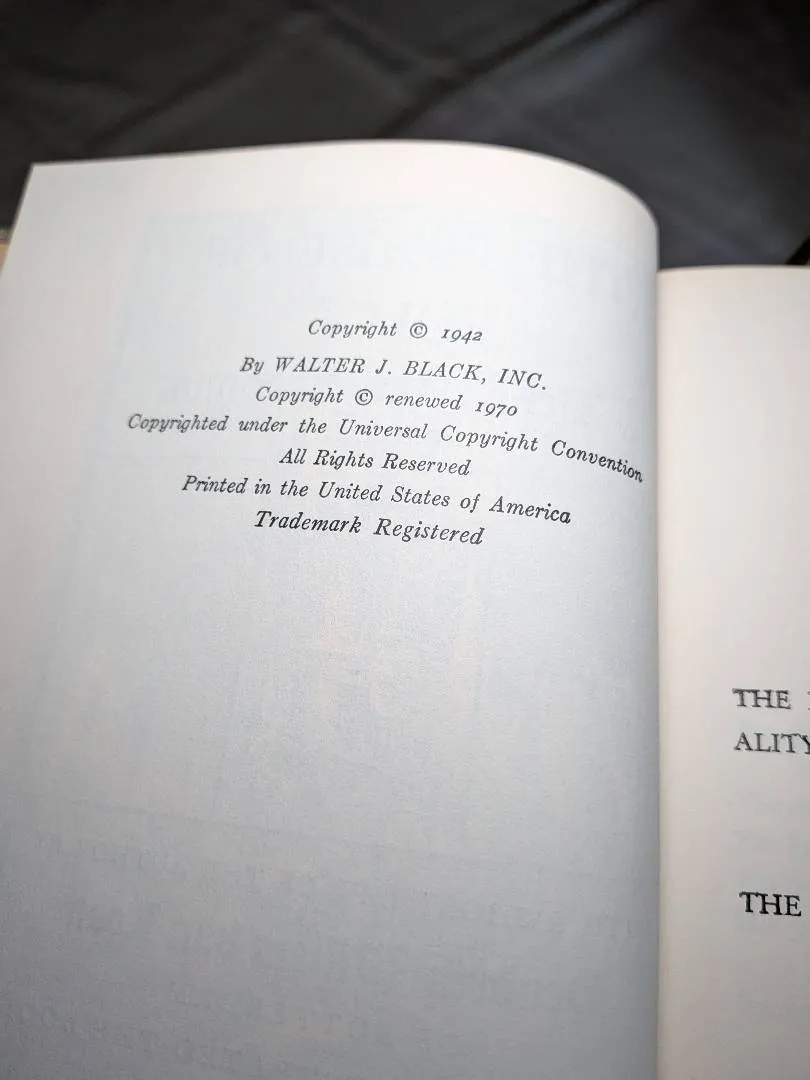 Copyright © 1942
By WALTER J. BLACK, INC.
Copyright © renewed 1970
Copyrighted under the Universal Copyright Convention
All Rights Reserved
Printed in the United States of America
Trademark Registered
THE
ALITY
THE